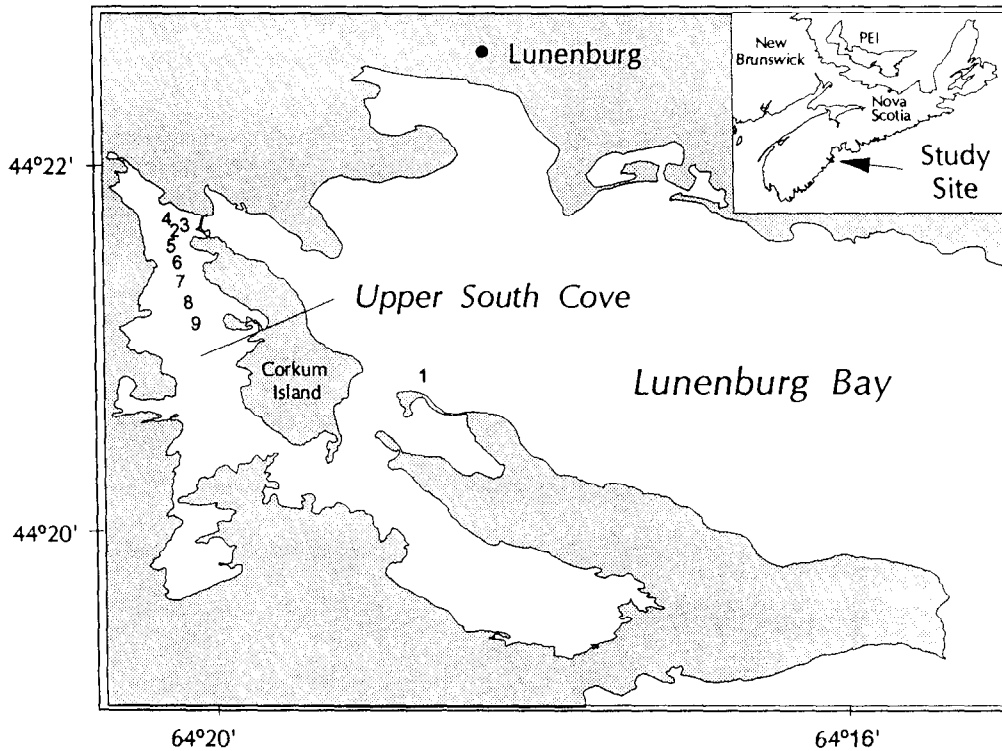 Lunenburg
New
Brunswick
PEI
Nova
Scotia
Study
Site
44°22'
4
3
2
5
6
7
8
9
Upper South Cove
Corkum
Island
1
Lunenburg Bay
44°20'
64°20'
64°16'